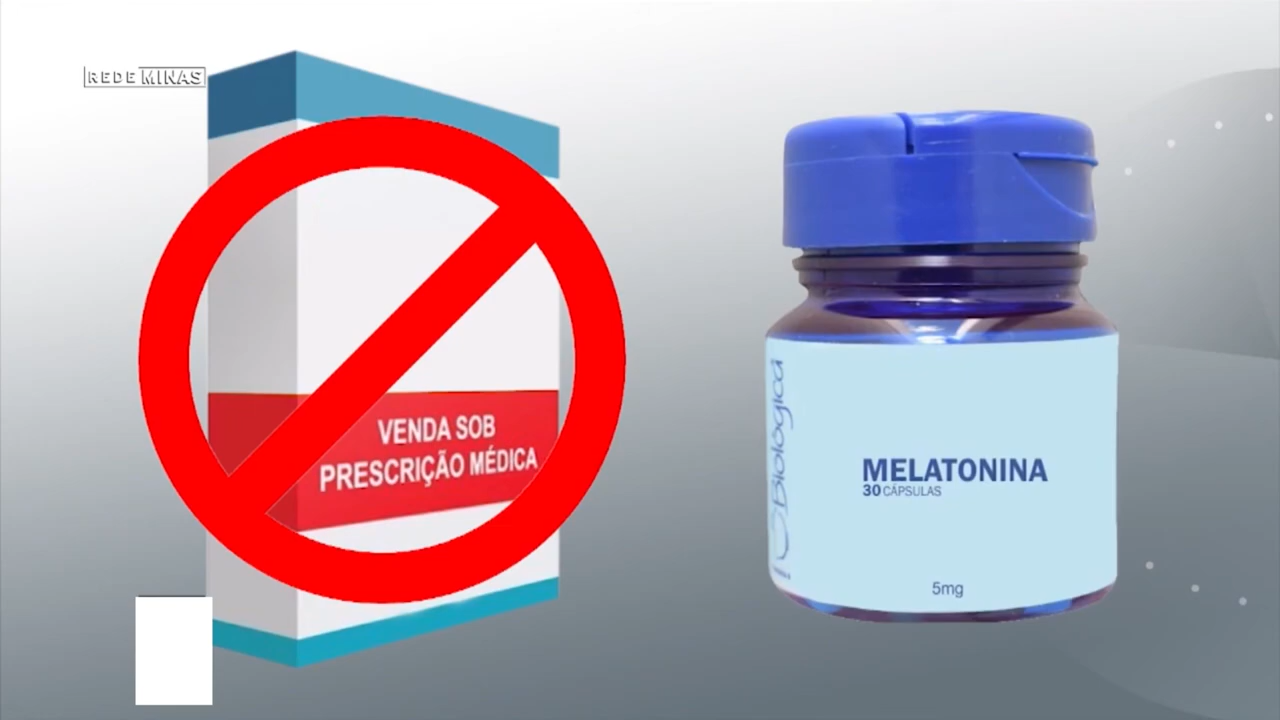 REDE MINAS
VENDA SOB
PRESCRIÇÃO MÉDICA
Biológica
MELATONINA
30 CÁPSULAS
5mg